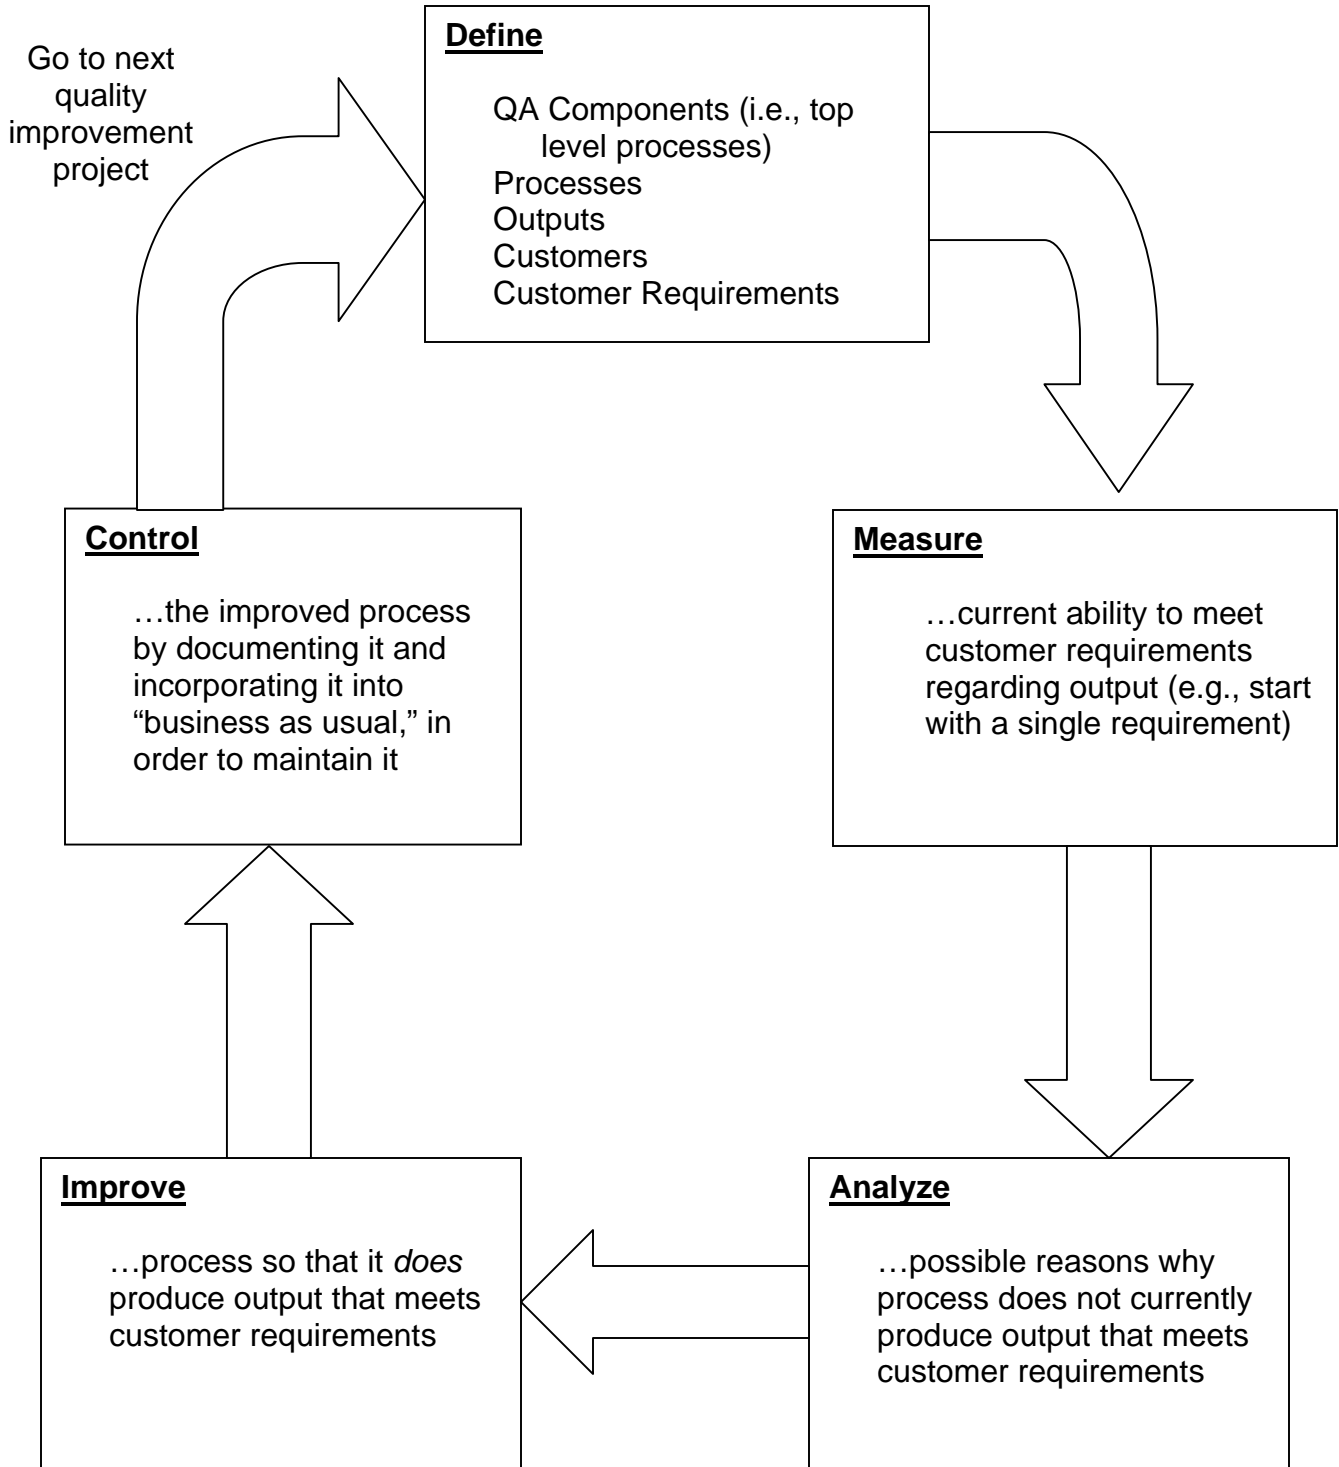 Go to next
quality
improvement
project
Define
QA Components (i.e., top
level processes)
Processes
Outputs
Customers
Customer Requirements
Measure
…current ability to meet
customer requirements
regarding output (e.g., start
with a single requirement)
Analyze
…possible reasons why
process does not currently
produce output that meets
customer requirements
Improve
…process so that it does
produce output that meets
customer requirements
Control
…the improved process
by documenting it and
incorporating it into
“business as usual,” in
order to maintain it